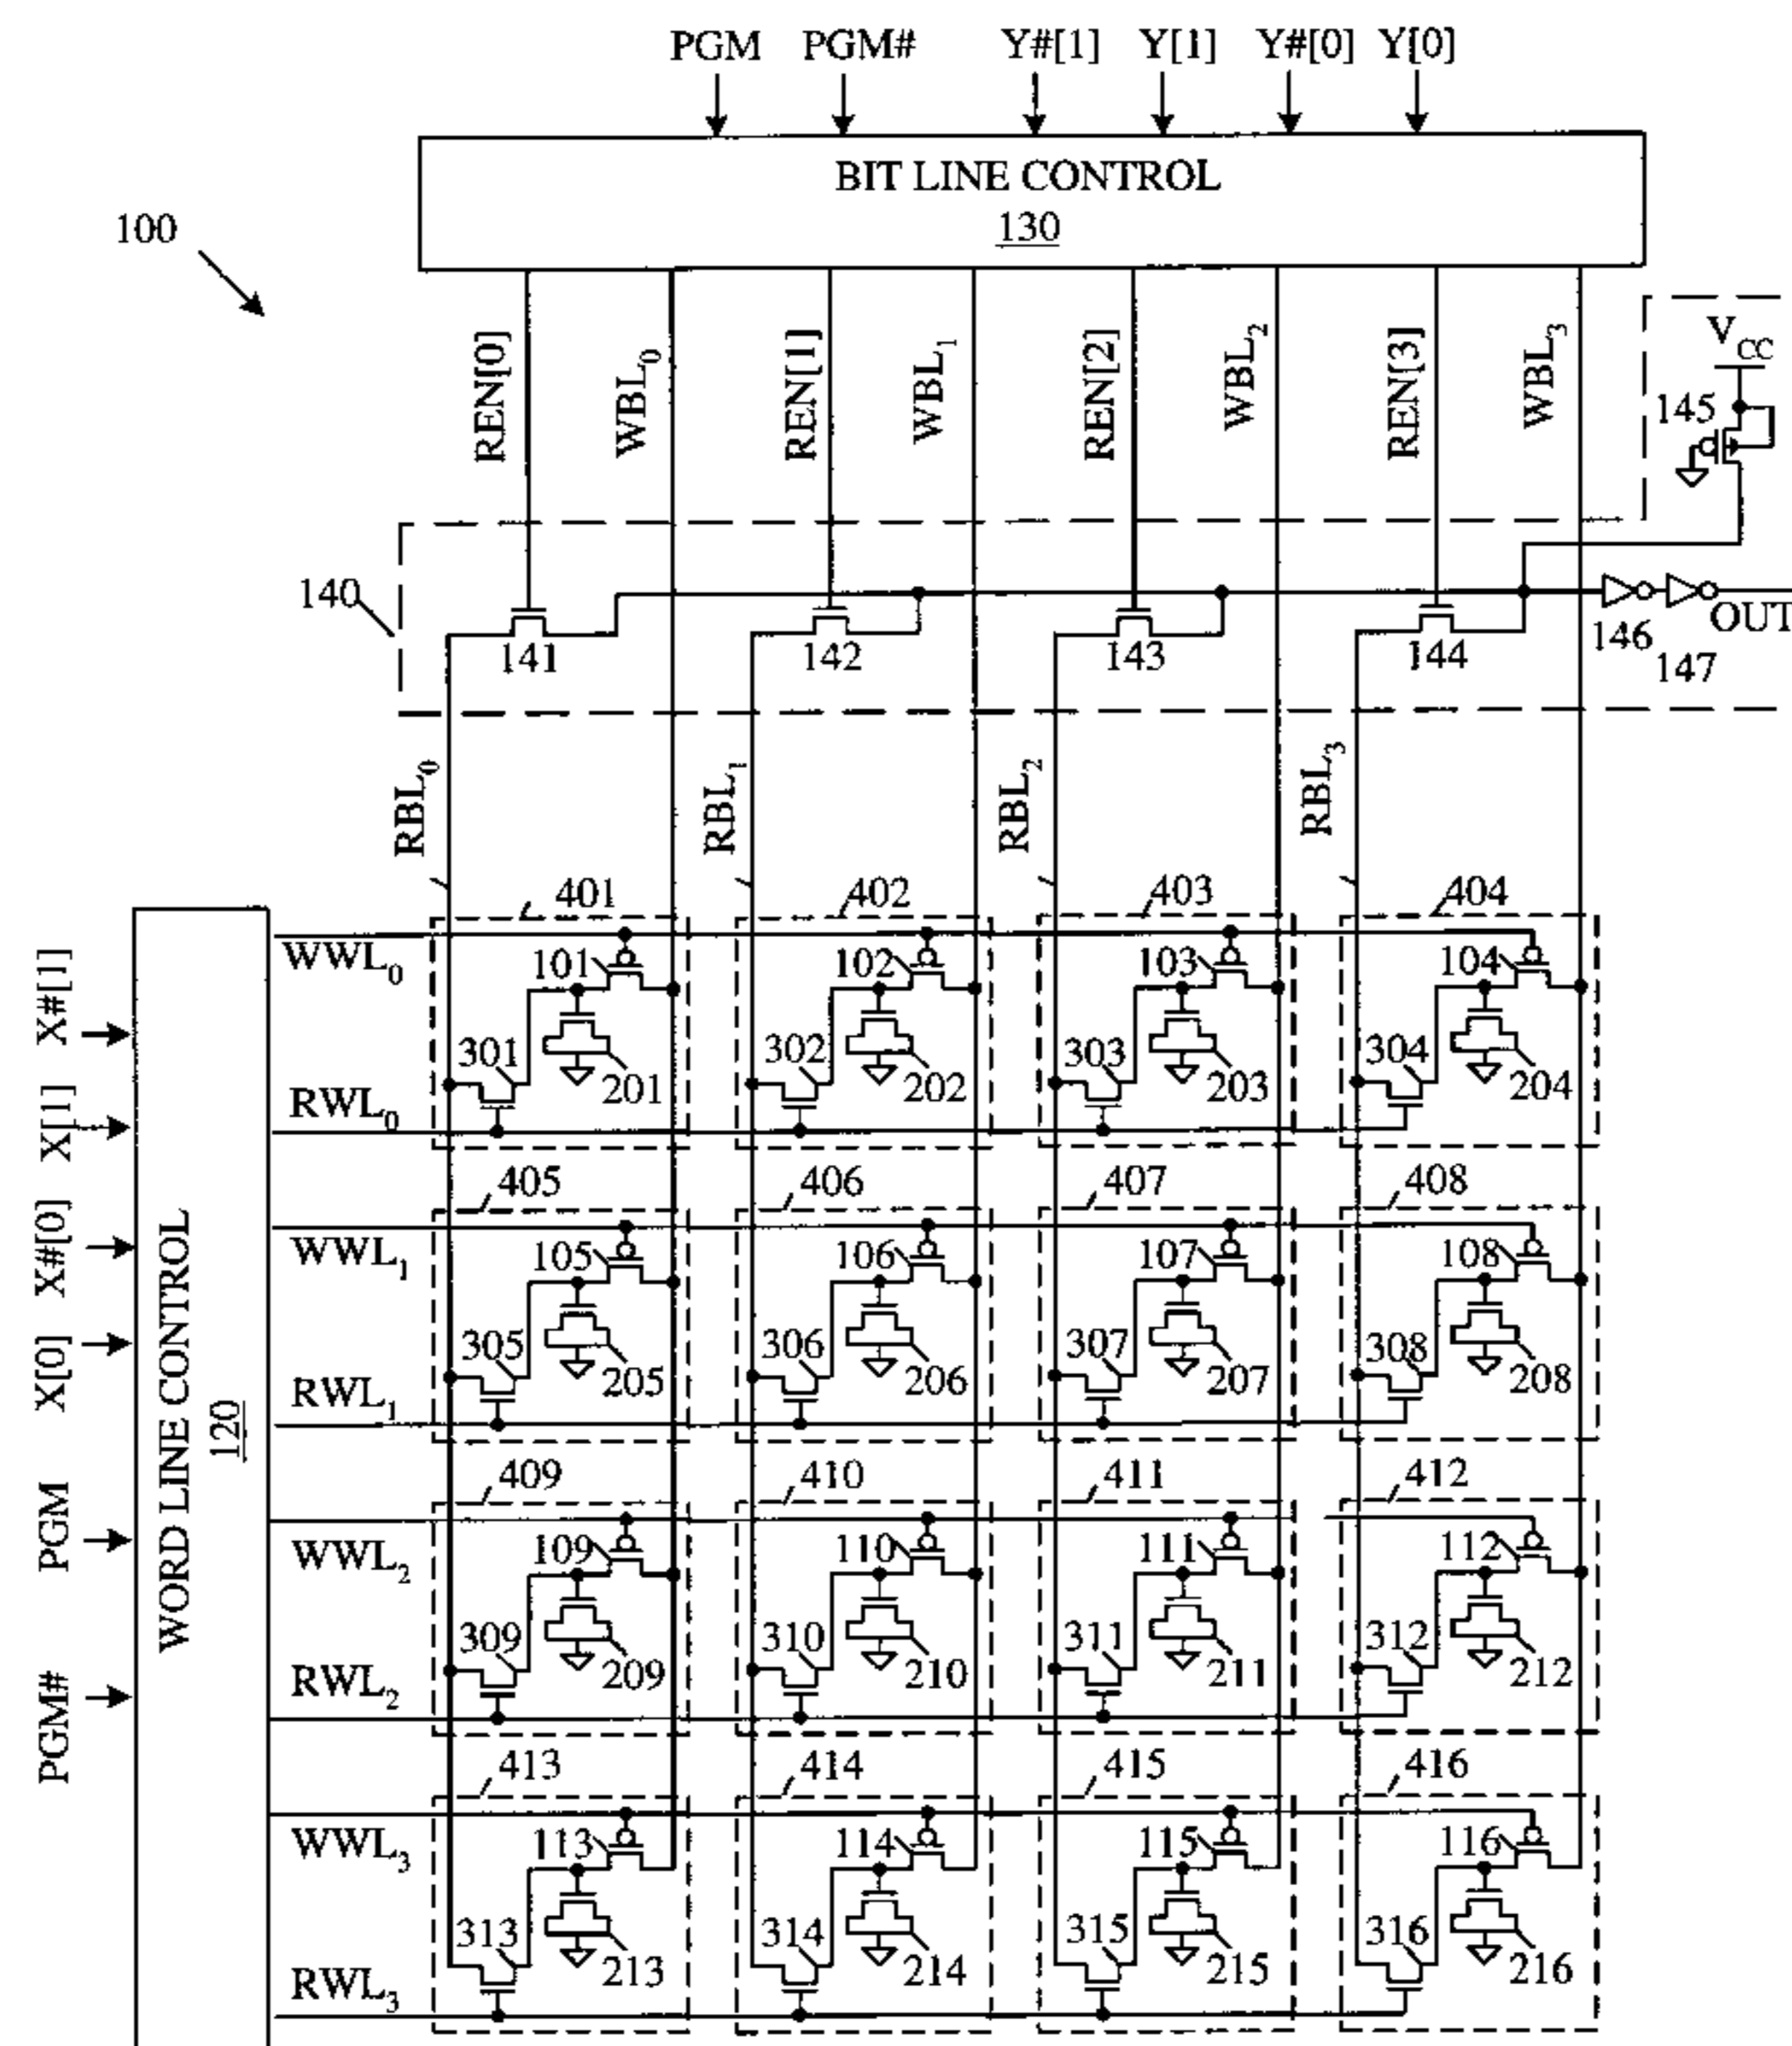 PGM PGM# Y#[1] Y[1] Y#[0] Y[0]
BIT LINE CONTROL
130
100
REN[0] WBL0 REN[1] WBL1 REN[2] WBL2 REN[3] WBL3
VCC
145
140
141 142 143 144 146 147 OUT
RBL0 RBL1 RBL2 RBL3
401 402 403 404
WWL0 101 102 103 104
301 302 303 304
201 202 203 204
RWL0
405 406 407 408
WWL1 105 106 107 108
305 306 307 308
205 206 207 208
RWL1
409 410 411 412
WWL2 109 110 111 112
309 310 311 312
209 210 211 212
RWL2
413 414 415 416
WWL3 113 114 115 116
313 314 315 316
213 214 215 216
RWL3
X#[1]
X[1]
X#[0]
X[0]
PGM
PGM#
WORD LINE CONTROL
120